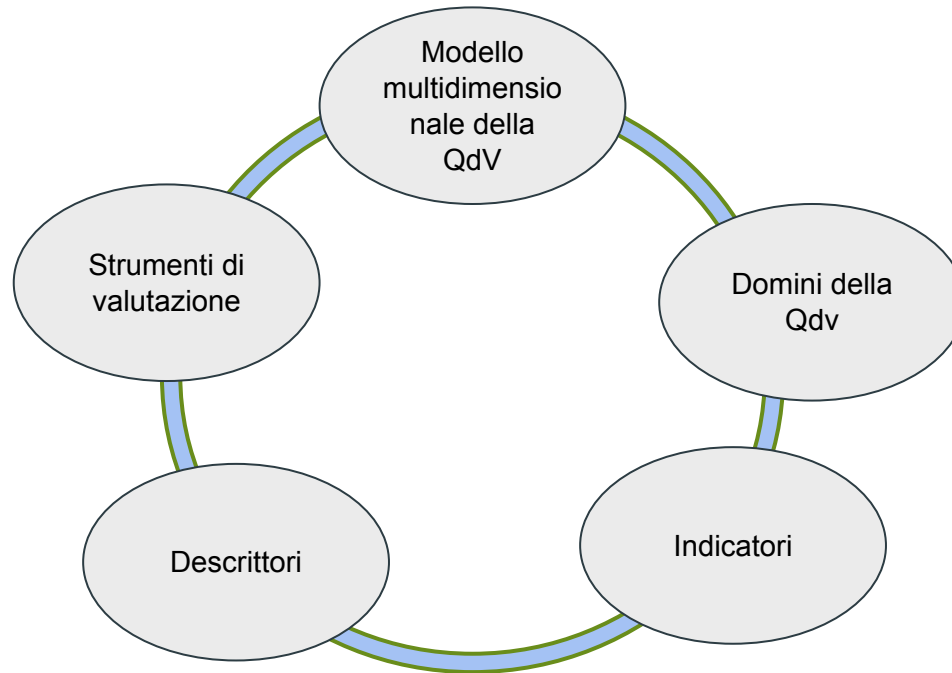 Modello
multidimensio
nale della
QdV
Strumenti di
valutazione
Domini della
Qdv
Descrittori
Indicatori